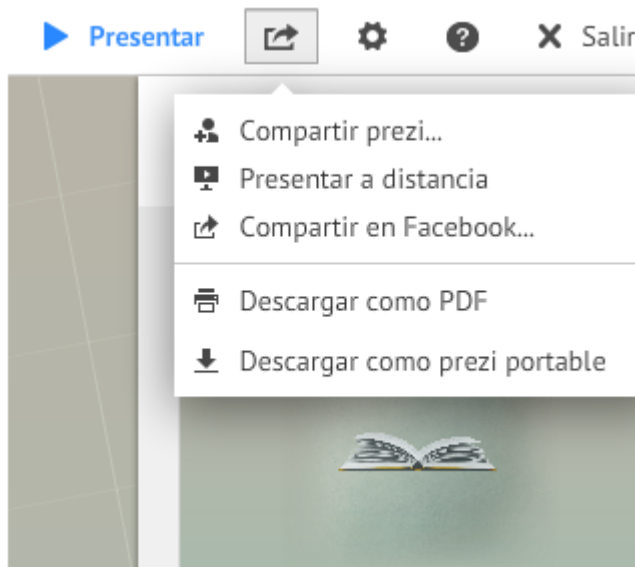 Presentar
Salir
Compartir prezi...
Presentar a distancia
Compartir en Facebook...
Descargar como PDF
Descargar como prezi portable